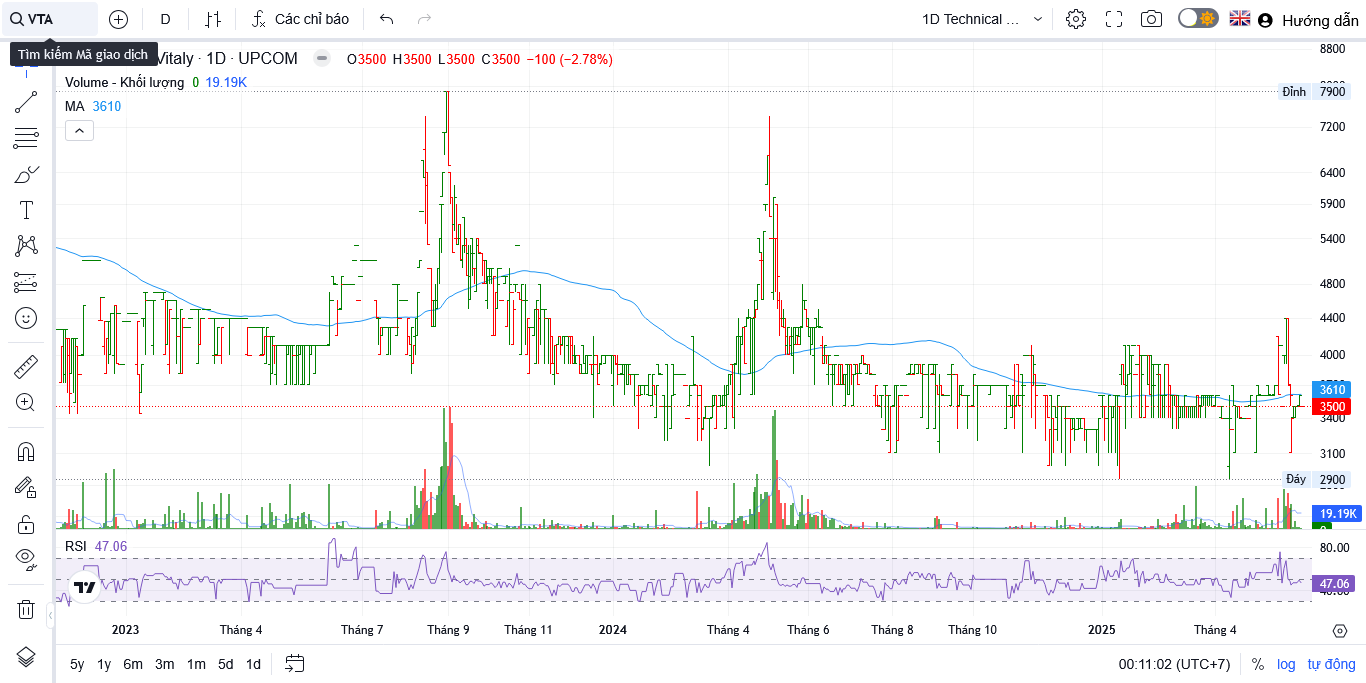 VTA D Các chỉ báo 1D Technical ... Hướng dẫn
Tìm kiếm Mã giao dịch
Vitaly · 1D · UPCOM O3500 H3500 L3500 C3500 −100 (−2.78%)
Volume - Khối lượng 0 19.19K
MA 3610
8800
Đỉnh 7900
7200
6400
5900
5400
4800
4400
4000
3610
3500
3400
3100
Đáy 2900
19.19K
0
RSI 47.06
80.00
47.06
40.00
2023 Tháng 4 Tháng 7 Tháng 9 Tháng 11 2024 Tháng 4 Tháng 6 Tháng 8 Tháng 10 2025 Tháng 4
5y 1y 6m 3m 1m 5d 1d 00:11:02 (UTC+7) % log tự động